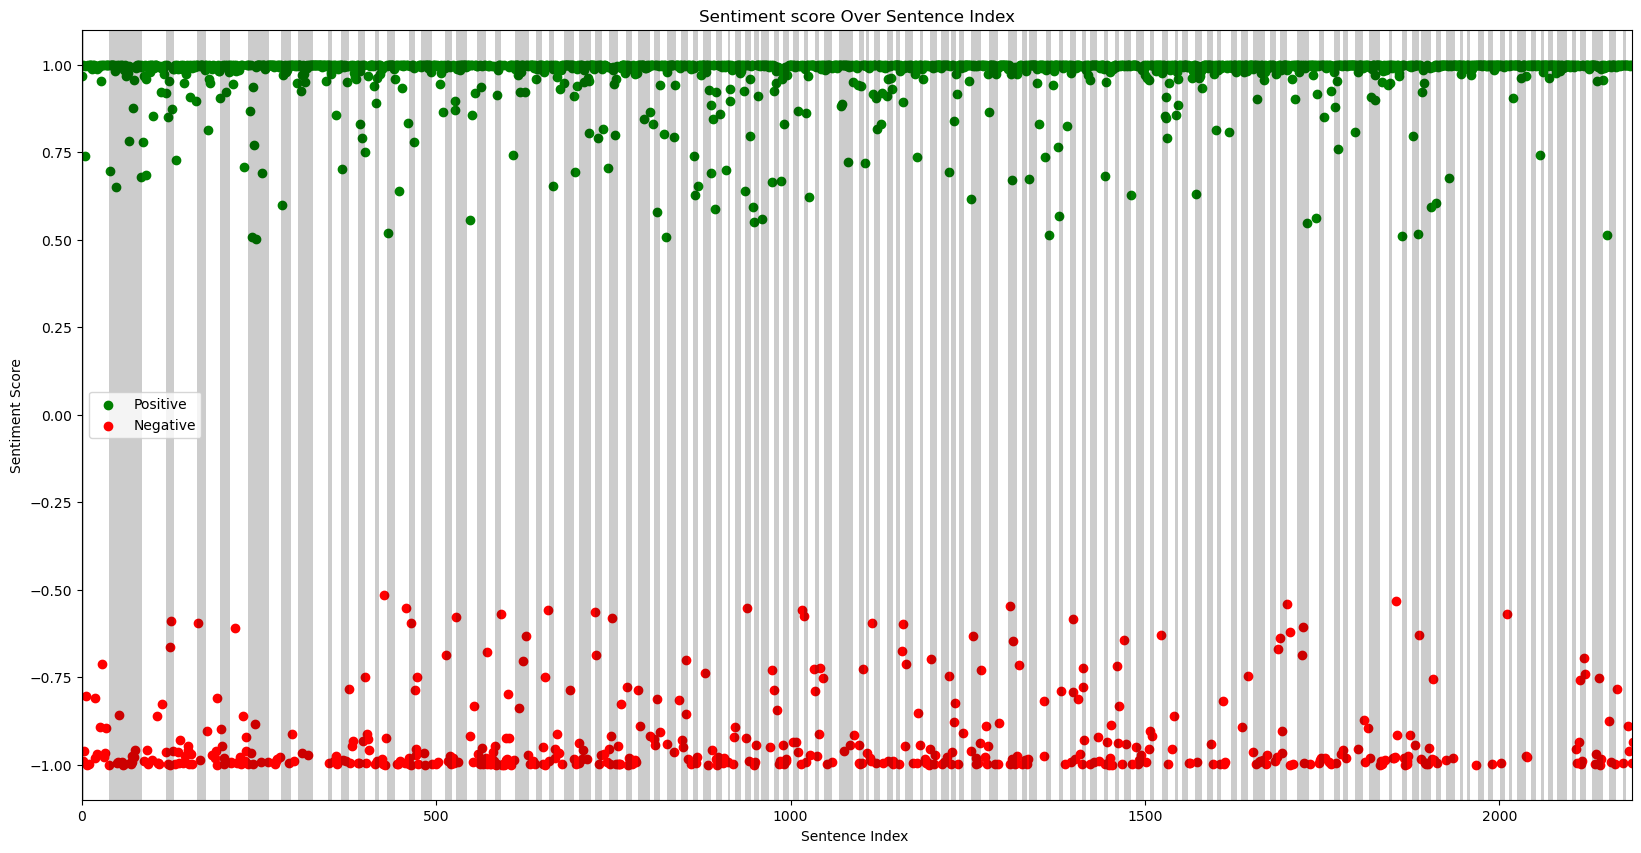 Sentiment score Over Sentence Index
1.00
0.75
0.50
0.25
0.00
−0.25
−0.50
−0.75
−1.00
Sentiment Score
Positive
Negative
0
500
1000
1500
2000
Sentence Index